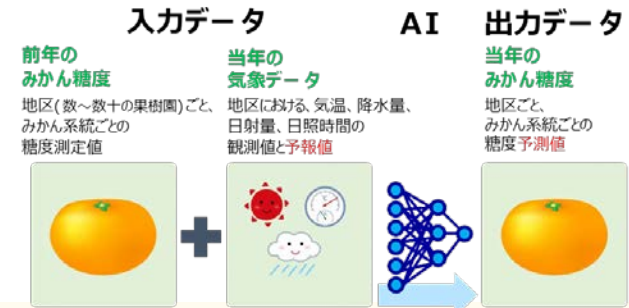 入力データ
AI
出力データ
前年の
みかん糖度
地区(数～数十の果樹園)ごと、
みかん系統ごとの
糖度測定値
当年の
気象データ
地区における、気温、降水量、
日射量、日照時間の
観測値と予報値
当年の
みかん糖度
地区ごと、
みかん系統ごとの
糖度予測値